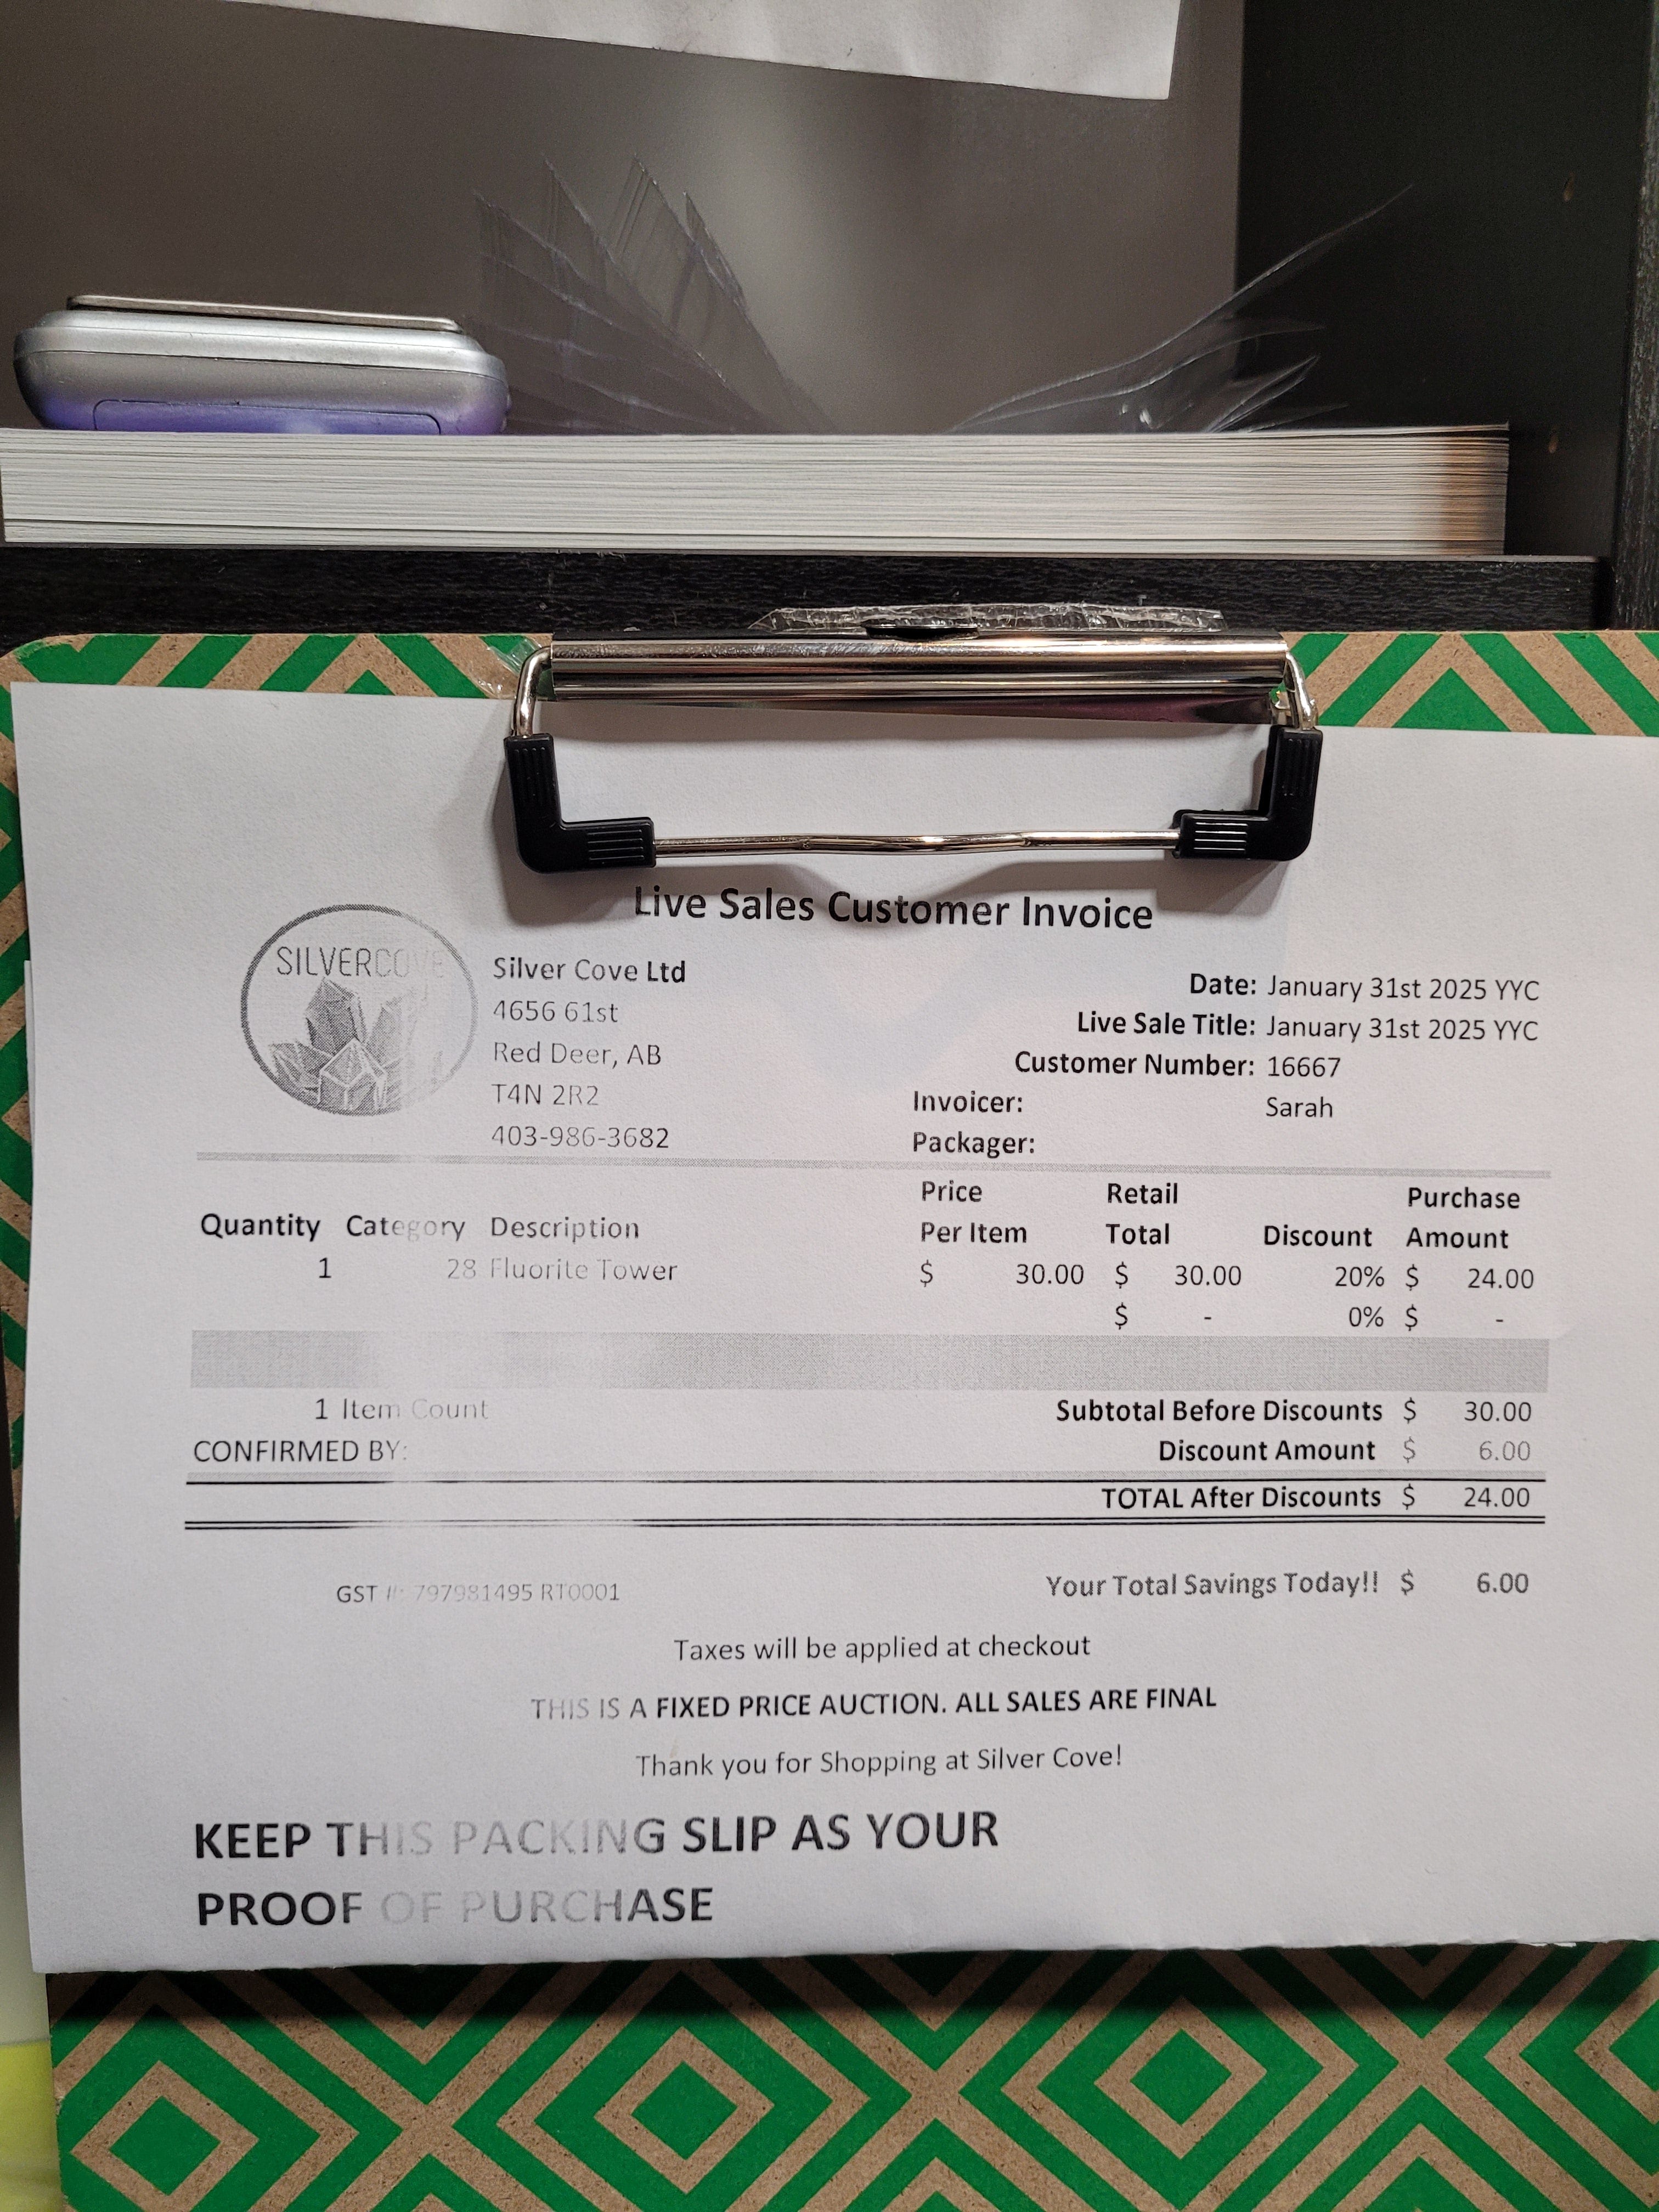 Live Sales Customer Invoice
SILVERCOVE
Silver Cove Ltd
4656 61st
Red Deer, AB
T4N 2R2
403-986-3682
Date: January 31st 2025 YYC
Live Sale Title: January 31st 2025 YYC
Customer Number: 16667
Invoicer: Sarah
Packager:
Quantity Category Description Price Per Item Retail Total Discount Purchase Amount
1 28 Fluorite Tower $ 30.00 $ 30.00 20% $ 24.00
$ - 0% $ -
1 Item Count Subtotal Before Discounts $ 30.00
CONFIRMED BY: Discount Amount $ 6.00
TOTAL After Discounts $ 24.00
GST #: 797981495 RT0001 Your Total Savings Today!! $ 6.00
Taxes will be applied at checkout
THIS IS A FIXED PRICE AUCTION. ALL SALES ARE FINAL
Thank you for Shopping at Silver Cove!
KEEP THIS PACKING SLIP AS YOUR
PROOF OF PURCHASE